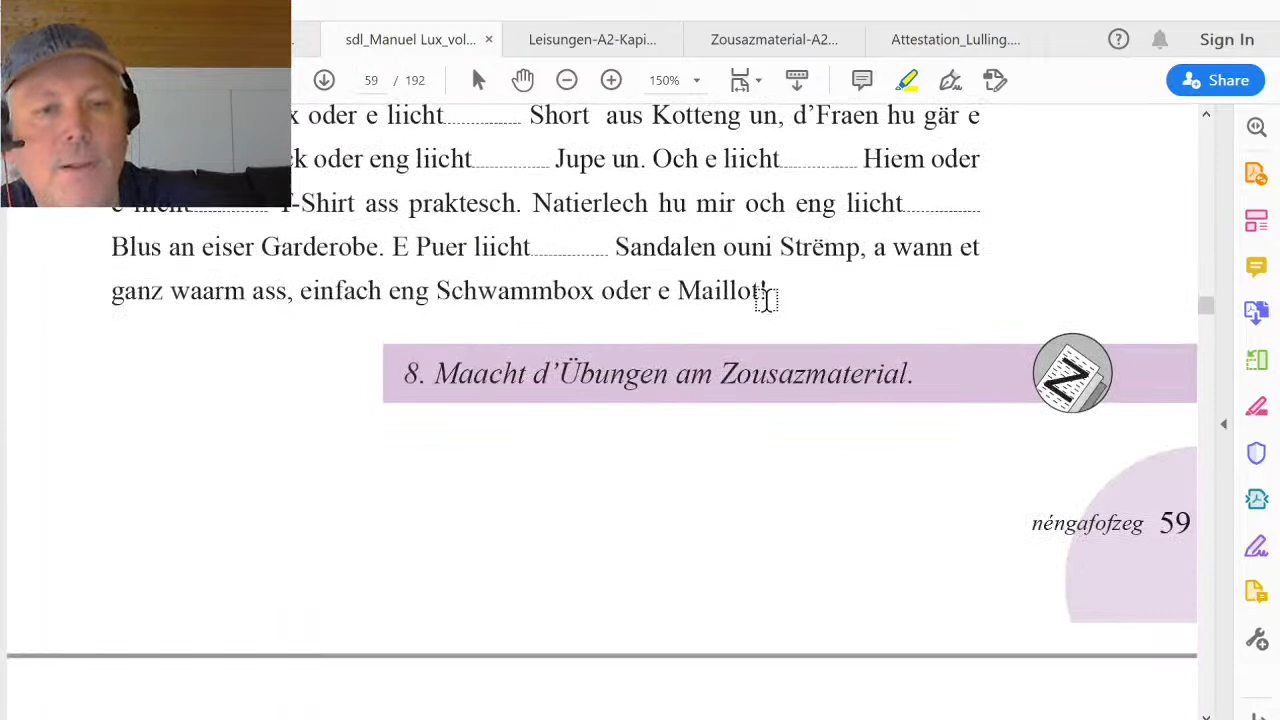 sdl_Manuel Lux_vol... × Leisungen-A2-Kapi... Zousazmaterial-A2... Attestation_Lulling.... Sign In
59 / 192 150% Share
oder e liicht Short aus Kotteng un, d’Fraen hu gär e
oder eng liicht Jupe un. Och e liicht Hiem oder
T-Shirt ass praktesch. Natierlech hu mir och eng liicht
Blus an eiser Garderobe. E Puer liicht Sandalen ouni Strëmp, a wann et
ganz waarm ass, einfach eng Schwammbox oder e Maillot!
8. Maacht d’Übungen am Zousazmaterial.
Z
néngafofzeg 59